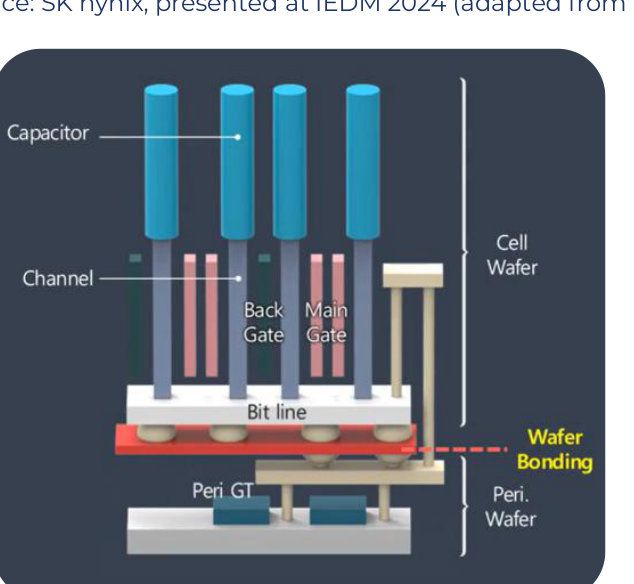 ce: SK hynix, presented at IEDM 2024 (adapted from
Capacitor
Channel
Back
Gate
Main
Gate
Cell
Wafer
Bit line
Wafer
Bonding
Peri GT
Peri.
Wafer